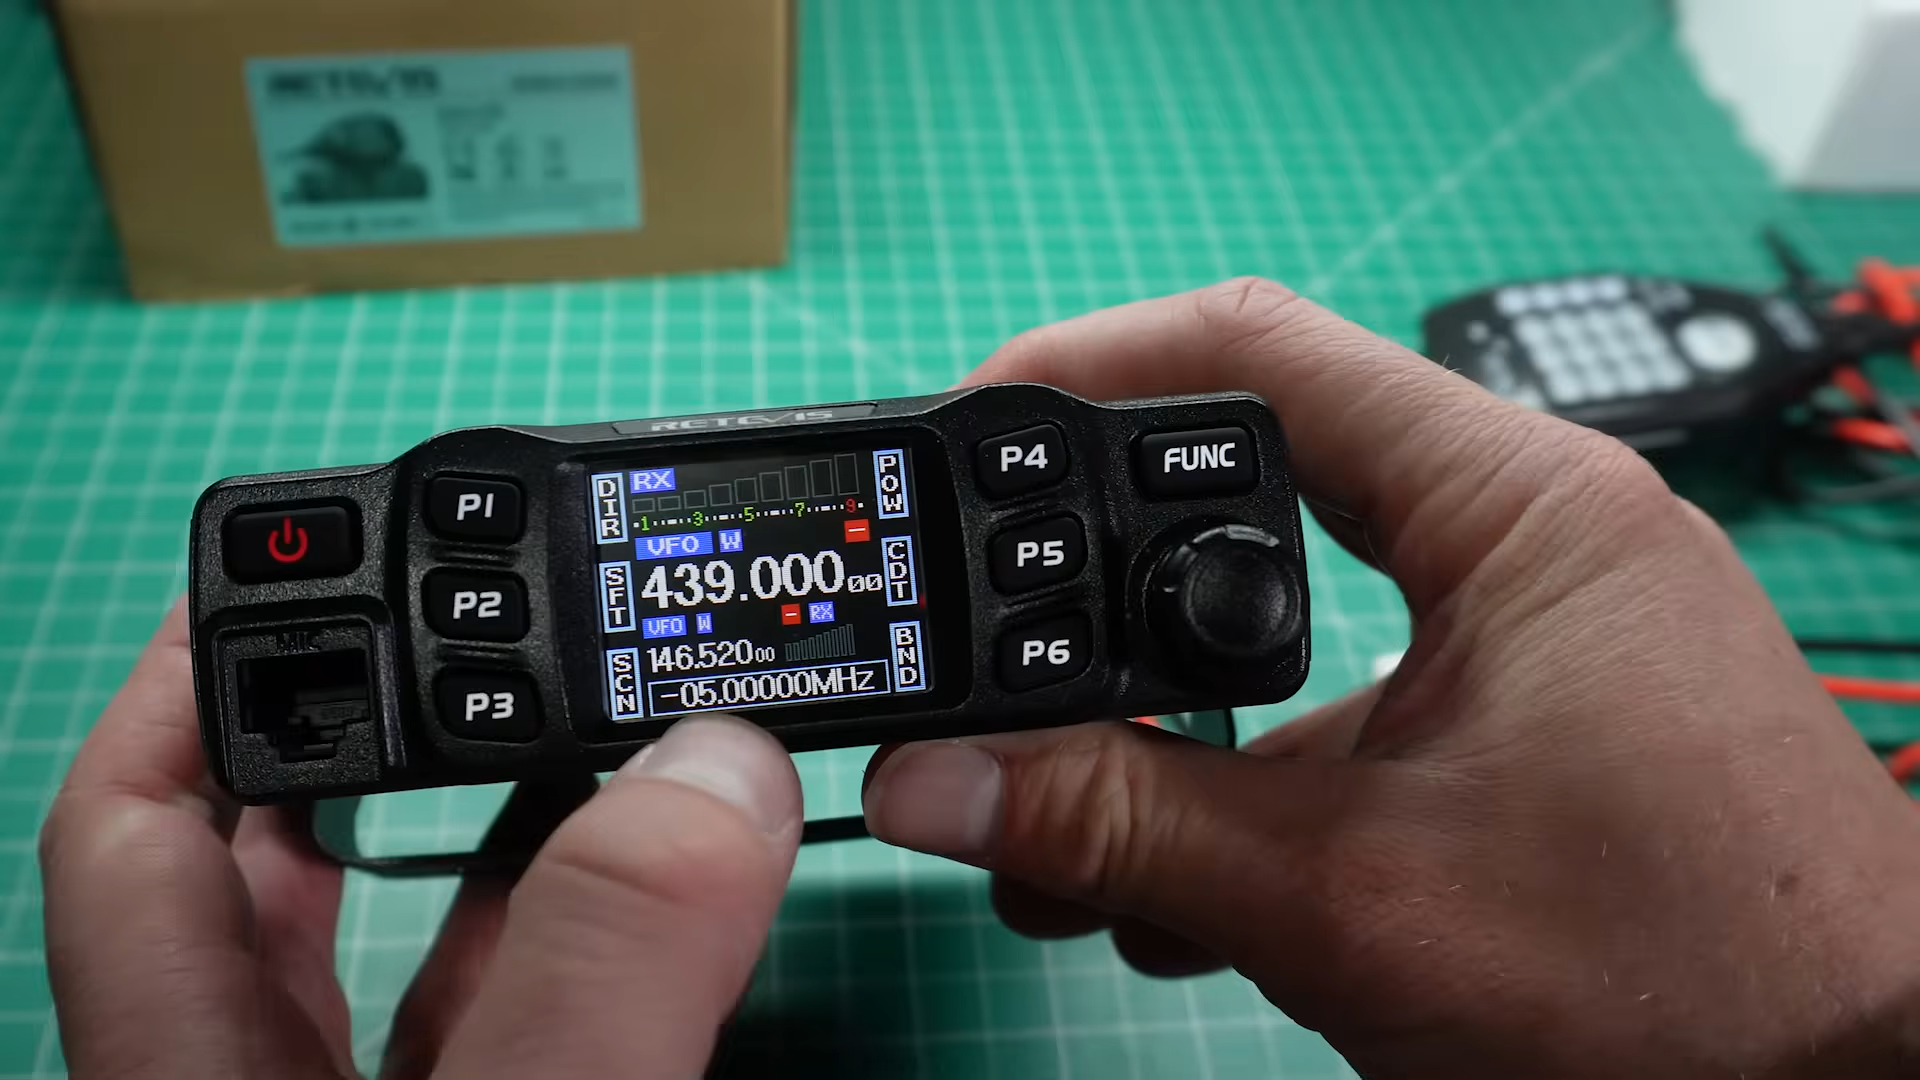 RETEVIS
RETEVIS
P1
P2
P3
MIC
DIR
SFT
SCN
RX
1 3 5 7 9
VFO W
439.00000
VFO W - RX
146.52000
-05.00000MHz
POW
CDT
BND
P4
P5
P6
FUNC